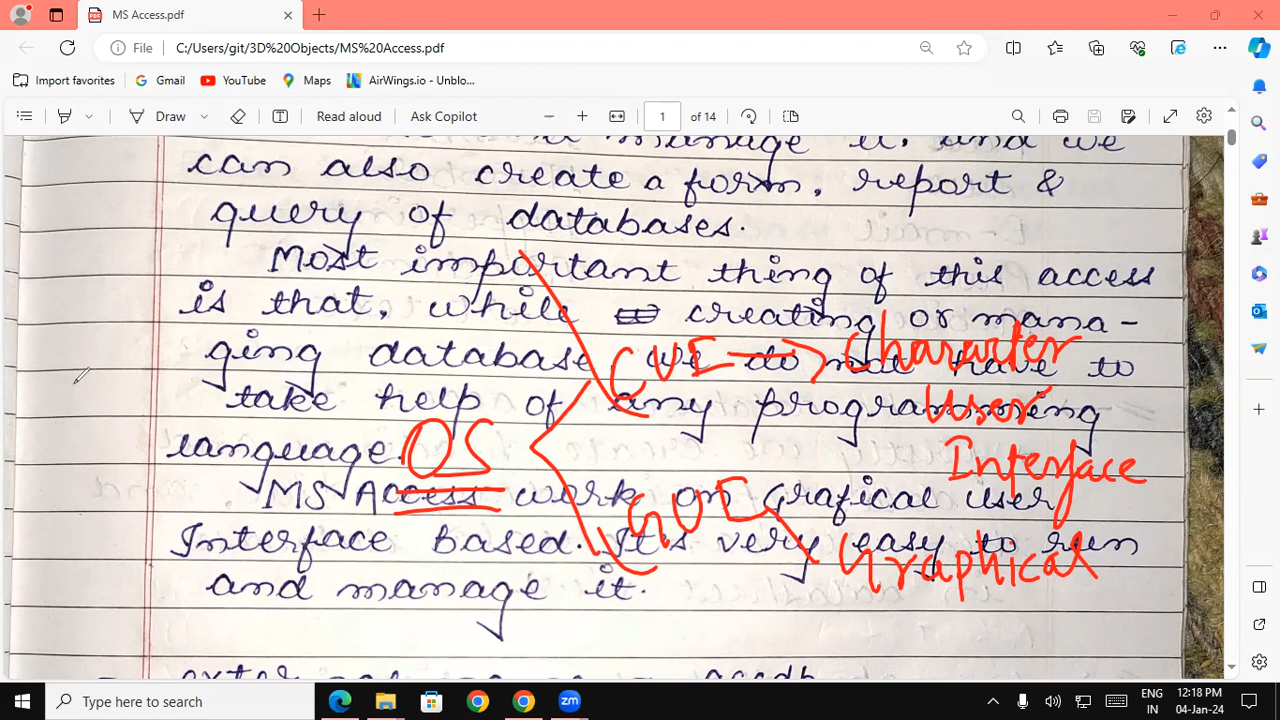 MS Access.pdf
File C:/Users/git/3D%20Objects/MS%20Access.pdf
Import favorites Gmail YouTube Maps AirWings.io - Unblo...
Draw Read aloud Ask Copilot 1 of 14
manage it. and we
can also create a form, report &
query of databases.
Most important thing of this access
is that, while creating or mana-
ging database we do not have to
take help of any programming
language.
MS Access work on Grafical user
Interface based. It's very easy to run
and manage it.
OS
CUI → Character
User
Interface
GUI
Graphical
Type here to search
ENG
IN
12:18 PM
04-Jan-24